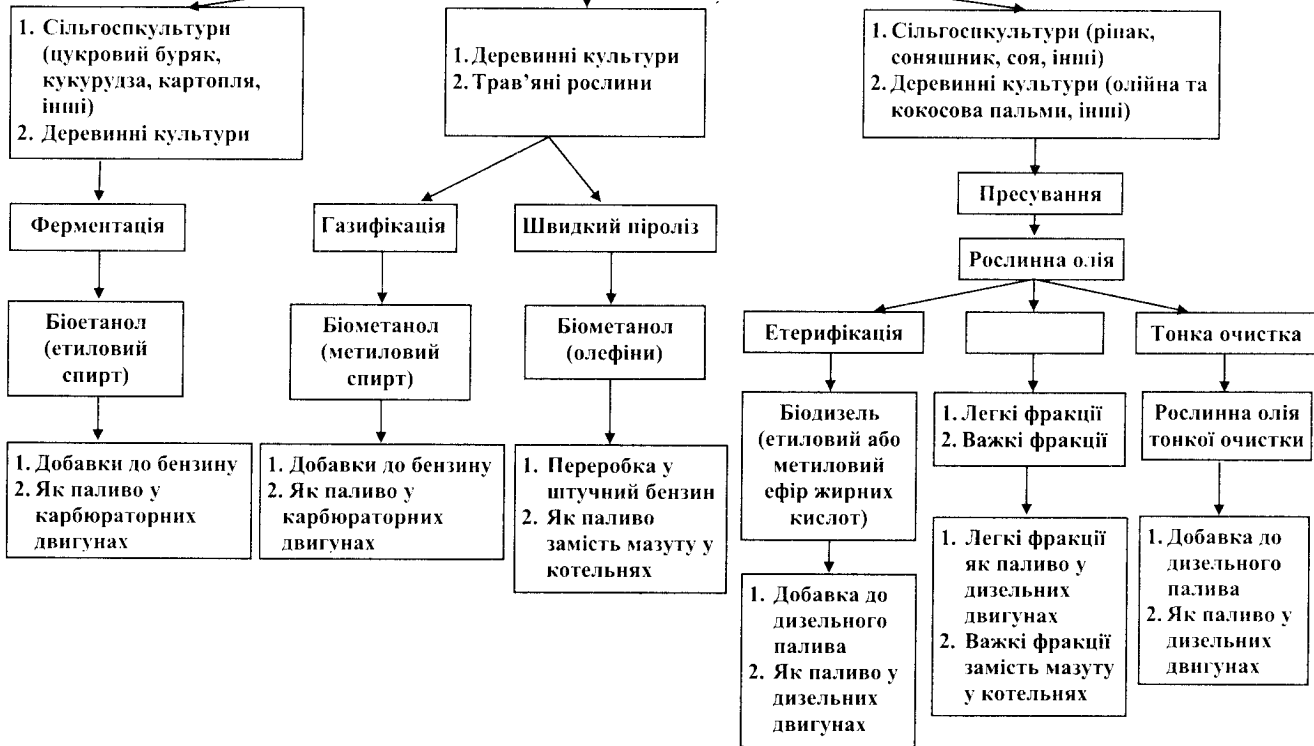 1. Сільгоспкультури
(цукровий буряк,
кукурудза, картопля,
інші)
2. Деревинні культури
1. Деревинні культури
2. Трав’яні рослини
1. Сільгоспкультури (ріпак,
соняшник, соя, інші)
2. Деревинні культури (олійна та
кокосова пальми, інші)
Ферментація
Газифікація
Швидкий піроліз
Пресування
Рослинна олія
Біоетанол
(етиловий
спирт)
Біометанол
(метиловий
спирт)
Біометанол
(олефіни)
Етерифікація
Тонка очистка
1. Добавки до бензину
2. Як паливо у
карбюраторних
двигунах
1. Добавки до бензину
2. Як паливо у
карбюраторних
двигунах
1. Переробка у
штучний бензин
2. Як паливо
замість мазуту у
котельнях
Біодизель
(етиловий або
метиловий
ефір жирних
кислот)
1. Легкі фракції
2. Важкі фракції
Рослинна олія
тонкої очистки
1. Добавка до
дизельного
палива
2. Як паливо у
дизельних
двигунах
1. Легкі фракції
як паливо у
дизельних
двигунах
2. Важкі фракції
замість мазуту
у котельнях
1. Добавка до
дизельного
палива
2. Як паливо у
дизельних
двигунах